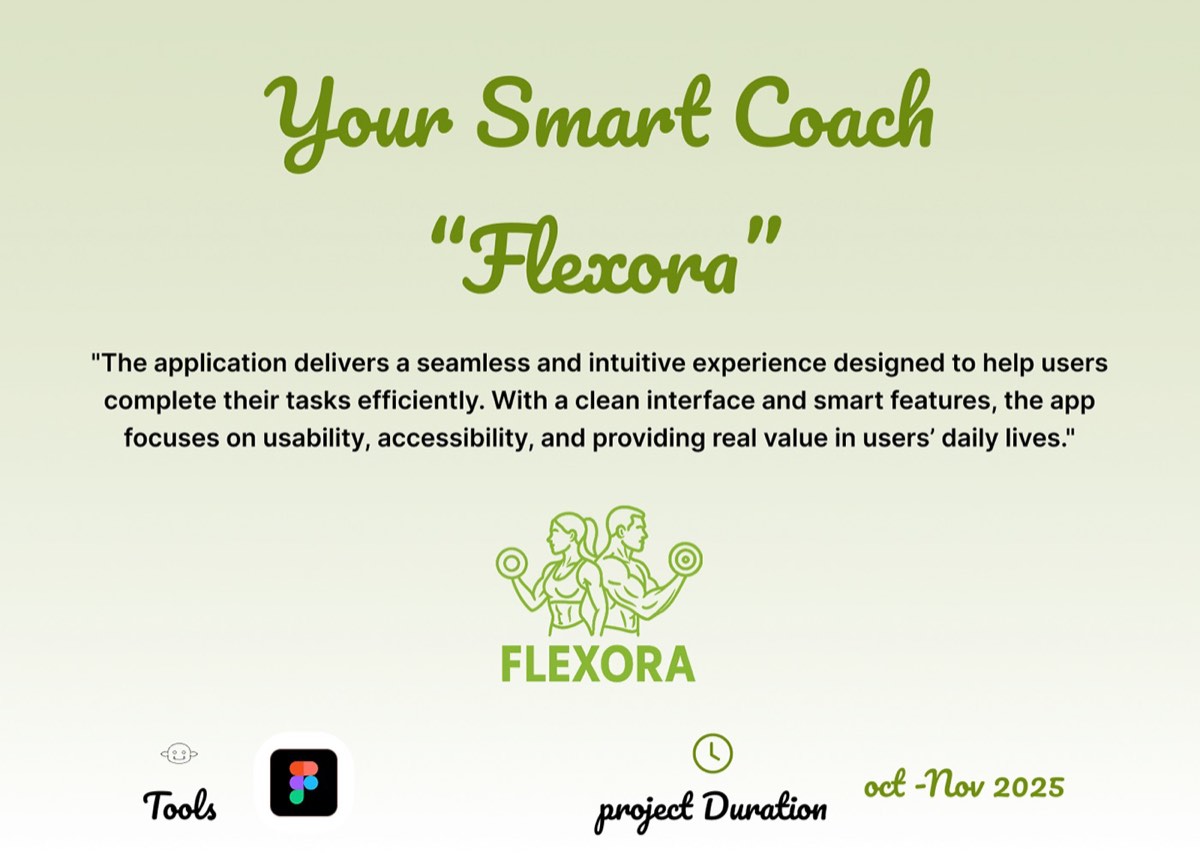 Your Smart Coach
“Flexora”
"The application delivers a seamless and intuitive experience designed to help users
complete their tasks efficiently. With a clean interface and smart features, the app
focuses on usability, accessibility, and providing real value in users’ daily lives."
FLEXORA
Tools
project Duration
oct -Nov 2025